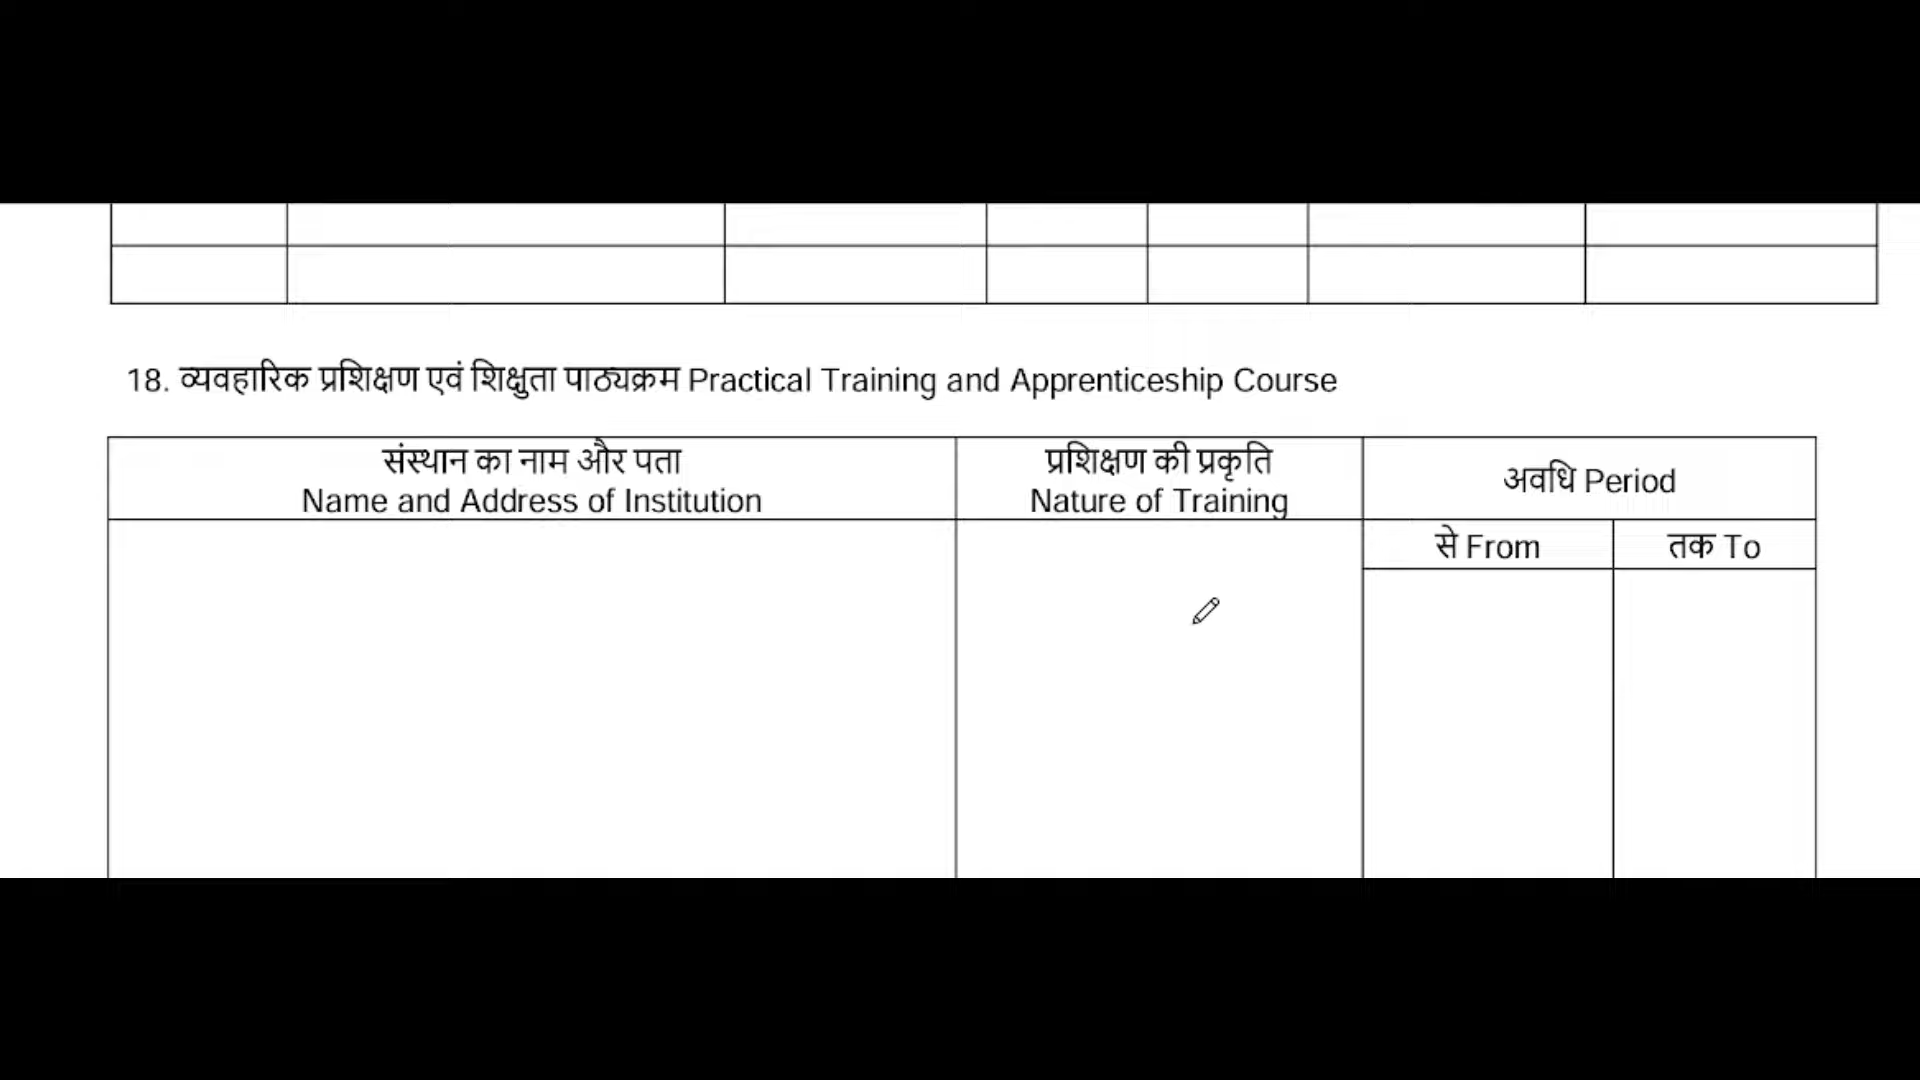 18. व्यवहारिक प्रशिक्षण एवं शिक्षुता पाठ्यक्रम Practical Training and Apprenticeship Course
संस्थान का नाम और पता
Name and Address of Institution
प्रशिक्षण की प्रकृति
Nature of Training
अवधि Period
से From
तक To